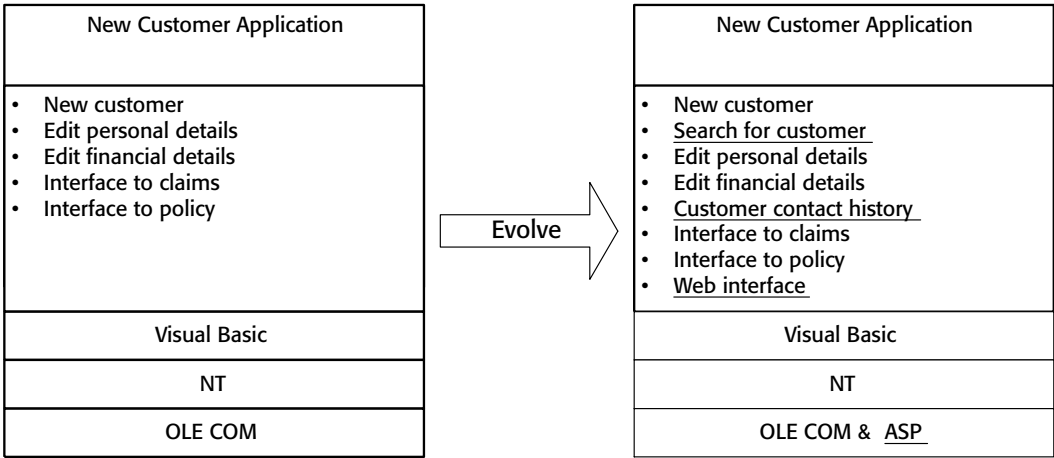 New Customer Application
• New customer
• Edit personal details
• Edit financial details
• Interface to claims
• Interface to policy
Visual Basic
NT
OLE COM
Evolve
New Customer Application
• New customer
• Search for customer
• Edit personal details
• Edit financial details
• Customer contact history
• Interface to claims
• Interface to policy
• Web interface
Visual Basic
NT
OLE COM & ASP